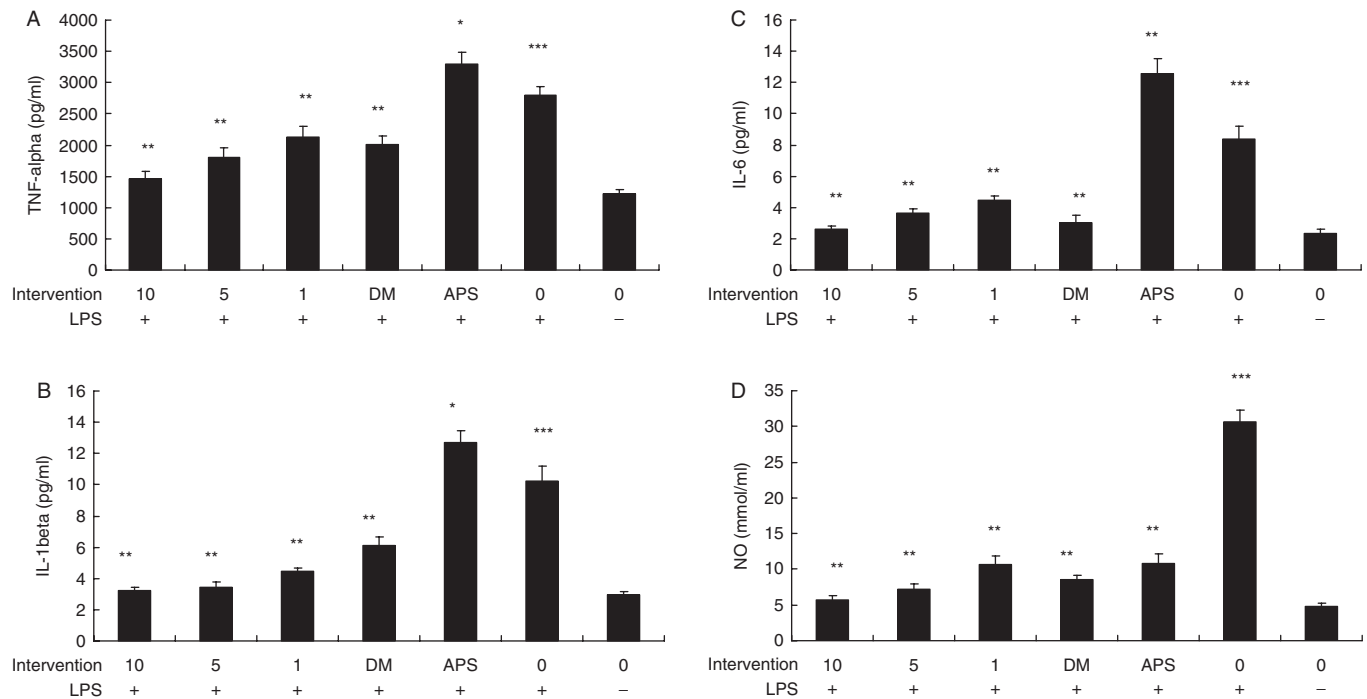 A
TNF-alpha (pg/ml)
4000
3500
3000
2500
2000
1500
1000
500
0
** ** ** ** * ***
Intervention 10 5 1 DM APS 0 0
LPS + + + + + + –
B
IL-1beta (pg/ml)
16
14
12
10
8
6
4
2
0
** ** ** ** * ***
Intervention 10 5 1 DM APS 0 0
LPS + + + + + + –
C
IL-6 (pg/ml)
16
14
12
10
8
6
4
2
0
** ** ** ** ** ***
Intervention 10 5 1 DM APS 0 0
LPS + + + + + + –
D
NO (mmol/ml)
35
30
25
20
15
10
5
0
** ** ** ** ** ***
Intervention 10 5 1 DM APS 0 0
LPS + + + + + + –